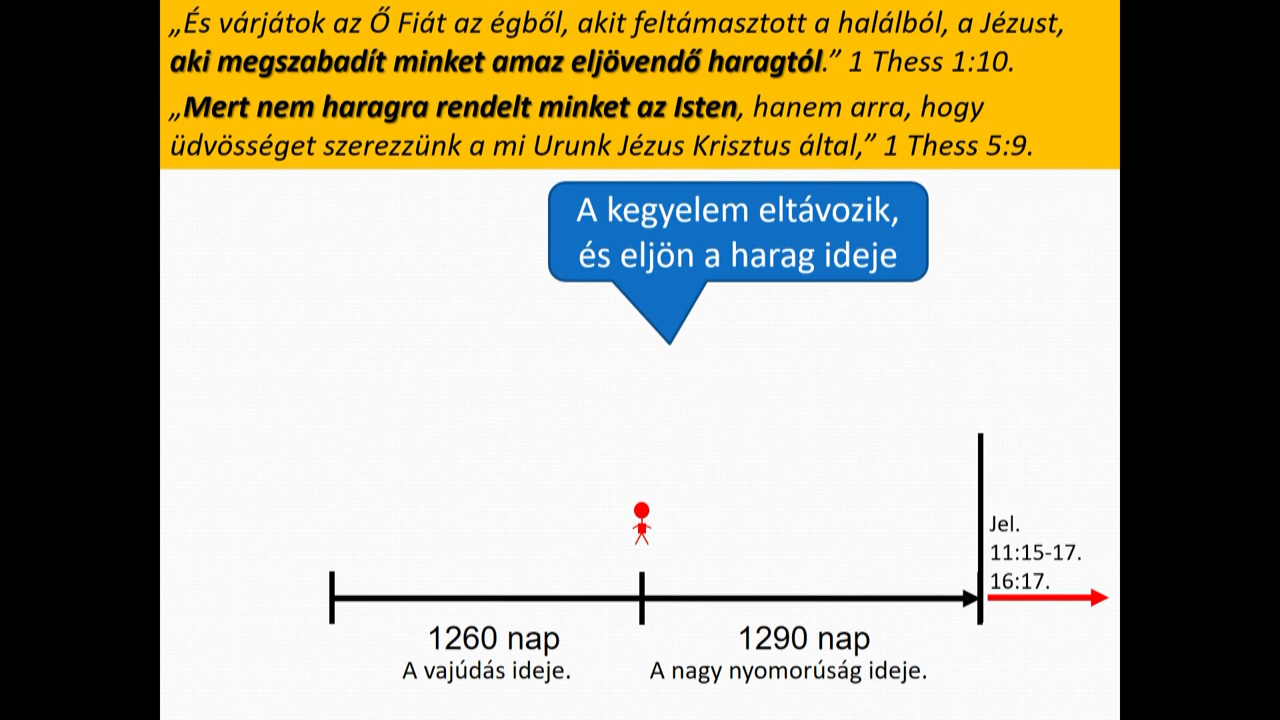 „És várjátok az Ő Fiát az égből, akit feltámasztott a halálból, a Jézust,
aki megszabadít minket amaz eljövendő haragtól.” 1 Thess 1:10.
„Mert nem haragra rendelt minket az Isten, hanem arra, hogy
üdvösséget szerezzünk a mi Urunk Jézus Krisztus által,” 1 Thess 5:9.
A kegyelem eltávozik,
és eljön a harag ideje
Jel.
11:15-17.
16:17.
1260 nap
A vajúdás ideje.
1290 nap
A nagy nyomorúság ideje.